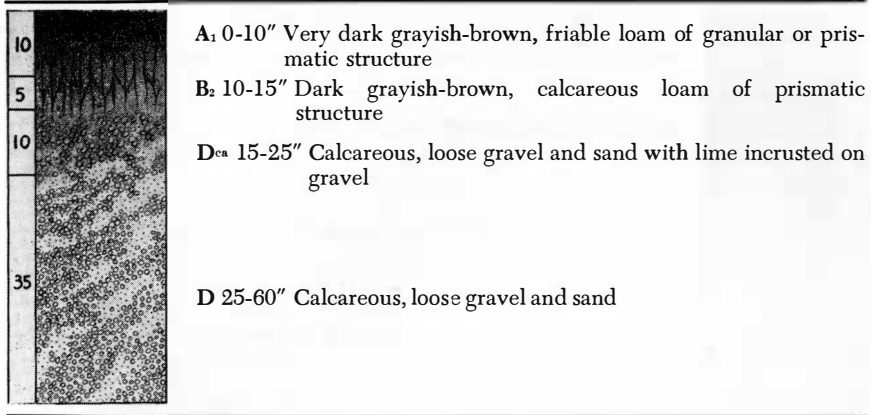 10
A₁ 0-10″ Very dark grayish-brown, friable loam of granular or pris-
matic structure
5
B₂ 10-15″ Dark grayish-brown, calcareous loam of prismatic
structure
10
Dca 15-25″ Calcareous, loose gravel and sand with lime incrusted on
gravel
35
D 25-60″ Calcareous, loose gravel and sand